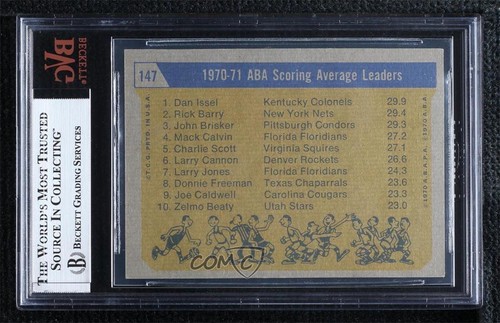 BECKETT®
BVG
THE WORLD'S MOST TRUSTED
SOURCE IN COLLECTING™
BECKETT GRADING SERVICES
B
147
1970-71 ABA Scoring Average Leaders
1. Dan Issel Kentucky Colonels 29.9
2. Rick Barry New York Nets 29.4
3. John Brisker Pittsburgh Condors 29.3
4. Mack Calvin Florida Floridians 27.2
5. Charlie Scott Virginia Squires 27.1
6. Larry Cannon Denver Rockets 26.6
7. Larry Jones Florida Floridians 24.3
8. Donnie Freeman Texas Chaparrals 23.6
9. Joe Caldwell Carolina Cougars 23.3
10. Zelmo Beaty Utah Stars 23.0
© T.C.G. PRTD. IN U.S.A.
© 1970 N.B.A.P.A.
COMC